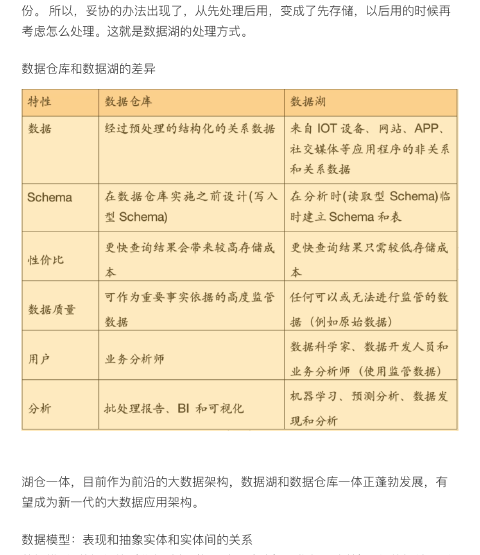 份。 所以，妥协的办法出现了，从先处理后用，变成了先存储，以后用的时候再
考虑怎么处理。这就是数据湖的处理方式。
数据仓库和数据湖的差异
特性 数据仓库 数据湖
数据 经过预处理的结构化的关系数据 来自 IOT 设备、网站、APP、
社交媒体等应用程序的非关系
和关系数据
Schema 在数据仓库实施之前设计(写入
型 Schema) 在分析时(读取型 Schema)临
时建立 Schema 和表
性价比 更快查询结果会带来较高存储成
本 更快查询结果只需较低存储成
本
数据质量 可作为重要事实依据的高度监管
数据 任何可以或无法进行监管的数
据（例如原始数据）
用户 业务分析师 数据科学家、数据开发人员和
业务分析师（使用监管数据）
分析 批处理报告、BI 和可视化 机器学习、预测分析、数据发
现和分析
湖仓一体，目前作为前沿的大数据架构，数据湖和数据仓库一体正蓬勃发展，有
望成为新一代的大数据应用架构。
数据模型：表现和抽象实体和实体间的关系